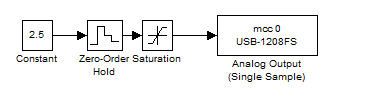 2.5
mcc 0
USB-1208FS
Constant
Zero-Order
Hold
Saturation
Analog Output
(Single Sample)